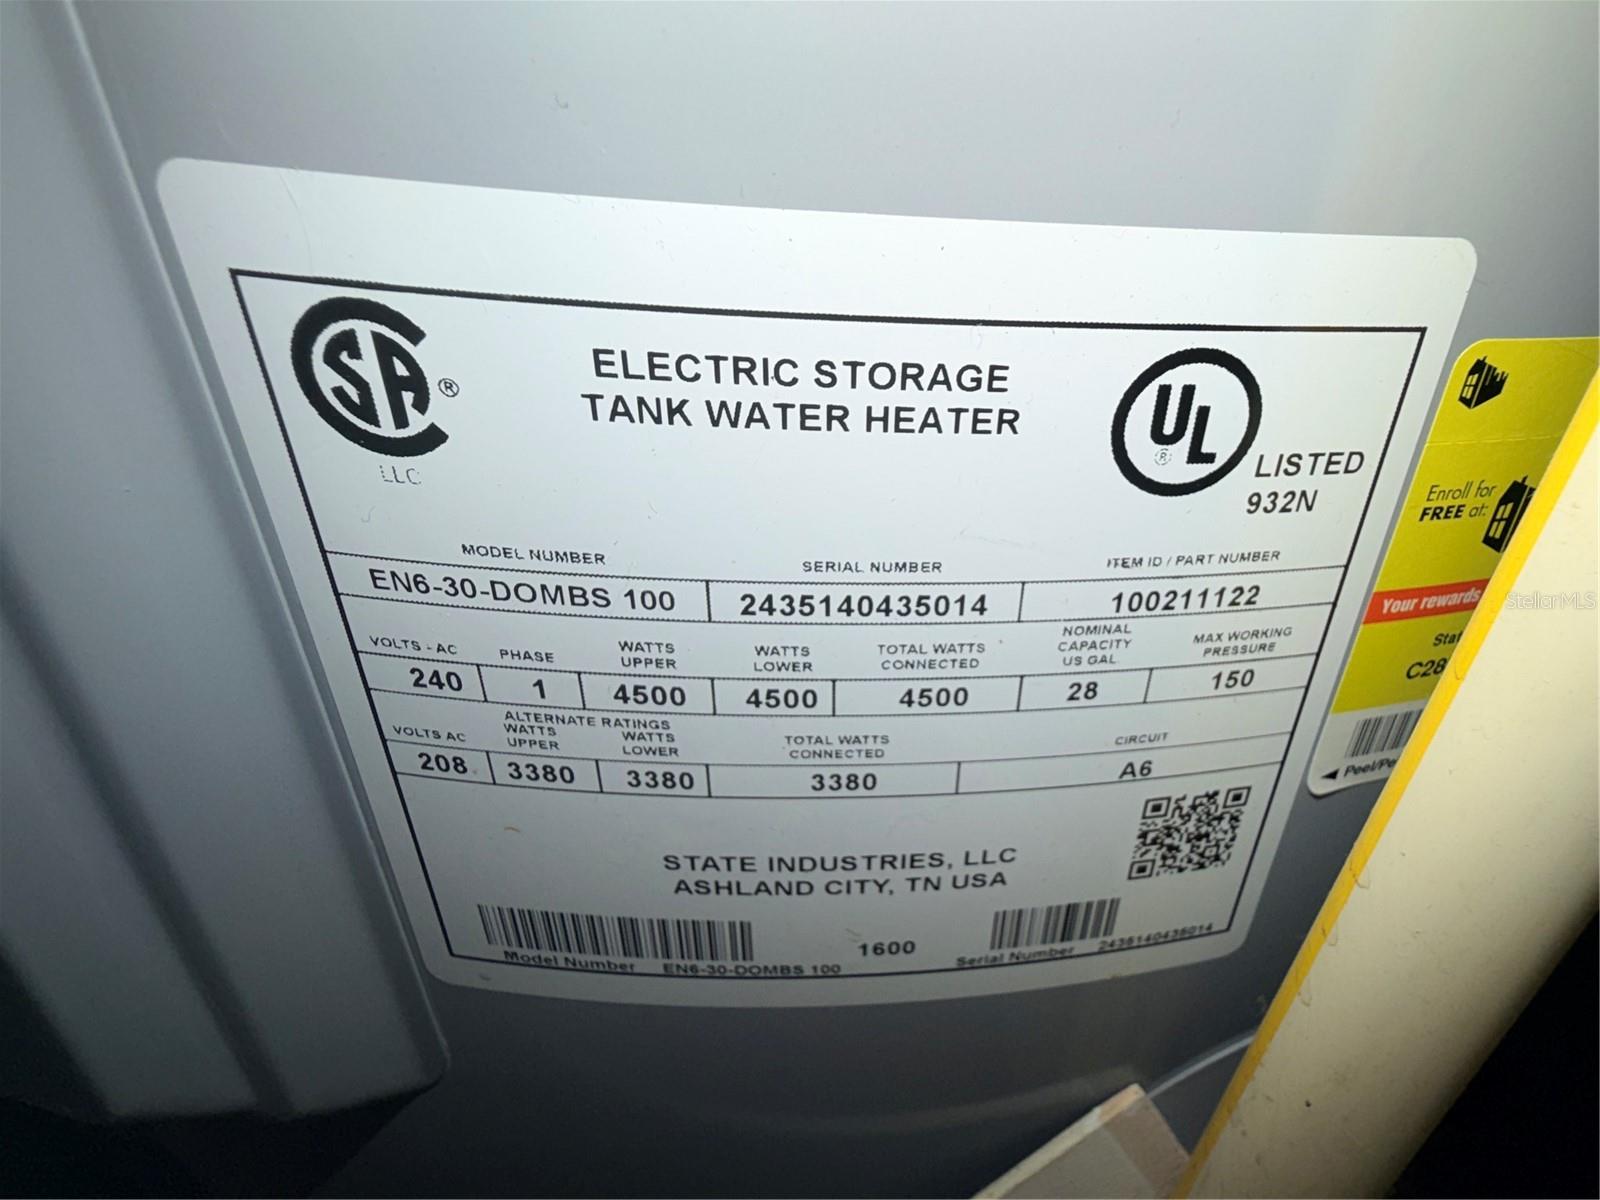 SA ®
LLC
ELECTRIC STORAGE
TANK WATER HEATER
UL ®
LISTED
932N
MODEL NUMBER SERIAL NUMBER ITEM ID / PART NUMBER
EN6-30-DOMBS 100 2435140435014 100211122
VOLTS - AC PHASE WATTS UPPER WATTS LOWER TOTAL WATTS CONNECTED NOMINAL CAPACITY US GAL MAX WORKING PRESSURE
240 1 4500 4500 4500 28 150
ALTERNATE RATINGS
VOLTS AC WATTS UPPER WATTS LOWER TOTAL WATTS CONNECTED CIRCUIT
208 3380 3380 3380 A6
STATE INDUSTRIES, LLC
ASHLAND CITY, TN USA
1600
Model Number EN6-30-DOMBS 100
Serial Number 2435140435014
Enroll for
FREE at:
Your rewards
C28
StellarMLS